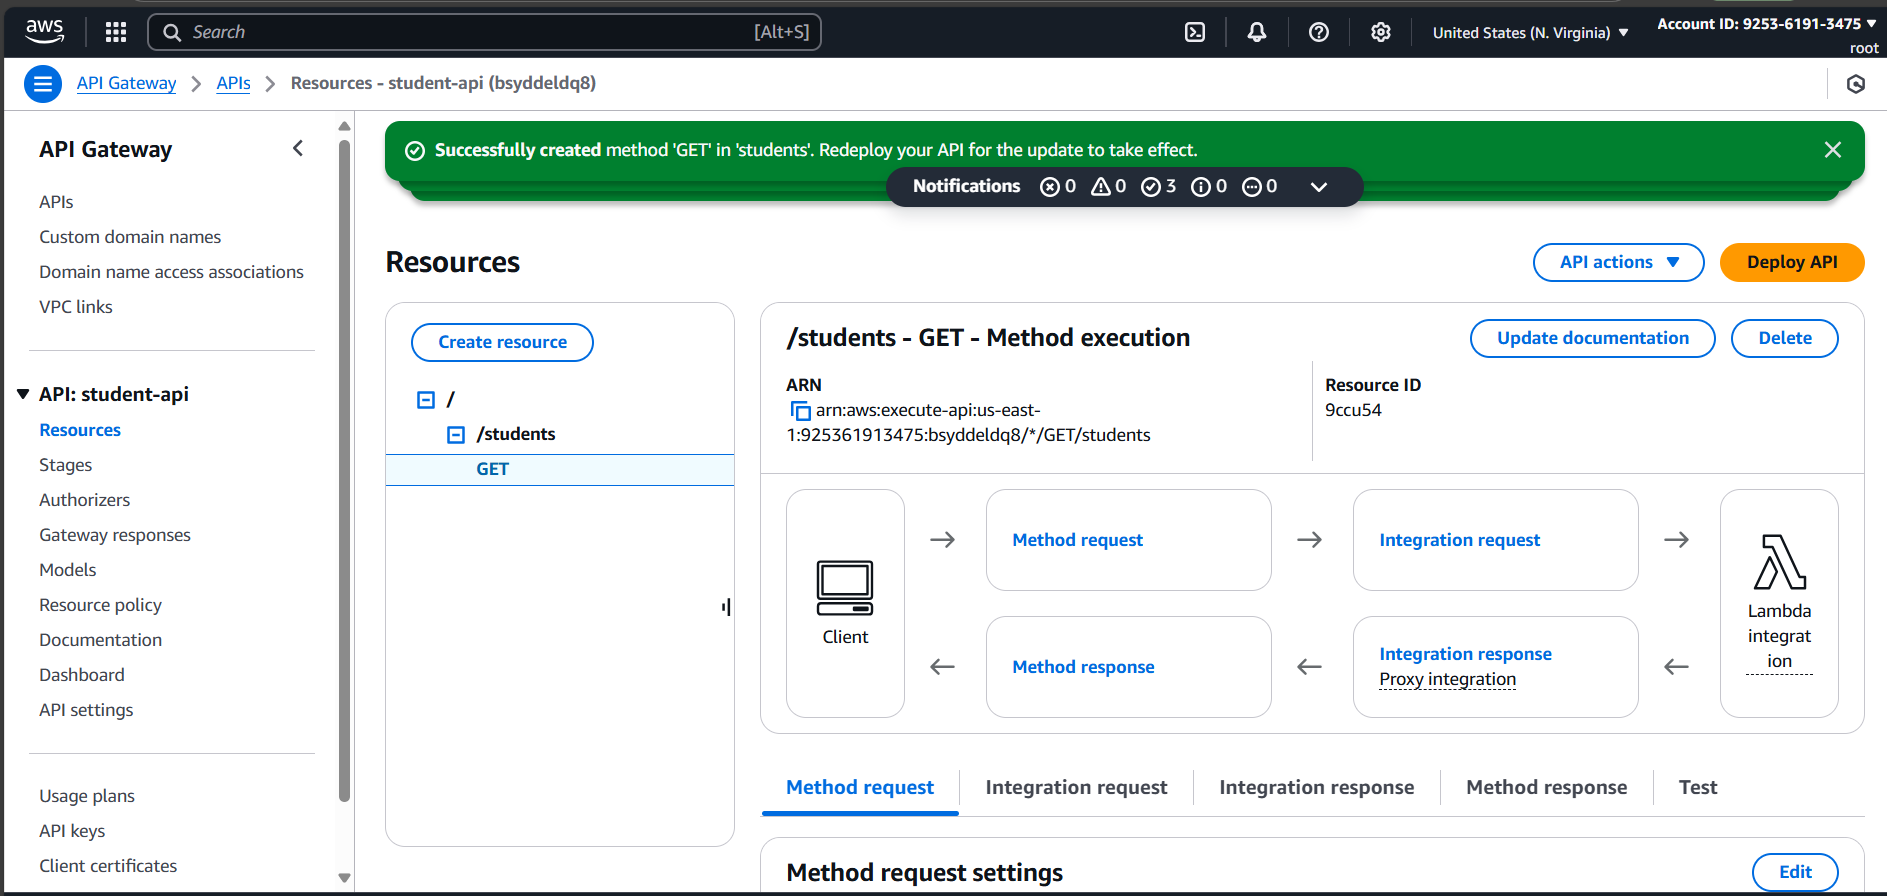 aws
Search
[Alt+S]
United States (N. Virginia)
Account ID: 9253-6191-3475
root
API Gateway
APIs
Resources - student-api (bsyddeldq8)
API Gateway
APIs
Custom domain names
Domain name access associations
VPC links
API: student-api
Resources
Stages
Authorizers
Gateway responses
Models
Resource policy
Documentation
Dashboard
API settings
Usage plans
API keys
Client certificates
Successfully created method 'GET' in 'students'. Redeploy your API for the update to take effect.
Notifications 0 0 3 0 0
Resources
API actions
Deploy API
Create resource
/
/students
GET
/students - GET - Method execution
Update documentation
Delete
ARN
arn:aws:execute-api:us-east-
1:925361913475:bsyddeldq8/*/GET/students
Resource ID
9ccu54
Client
Method request
Integration request
Method response
Integration response
Proxy integration
Lambda
integrat
ion
Method request
Integration request
Integration response
Method response
Test
Method request settings
Edit